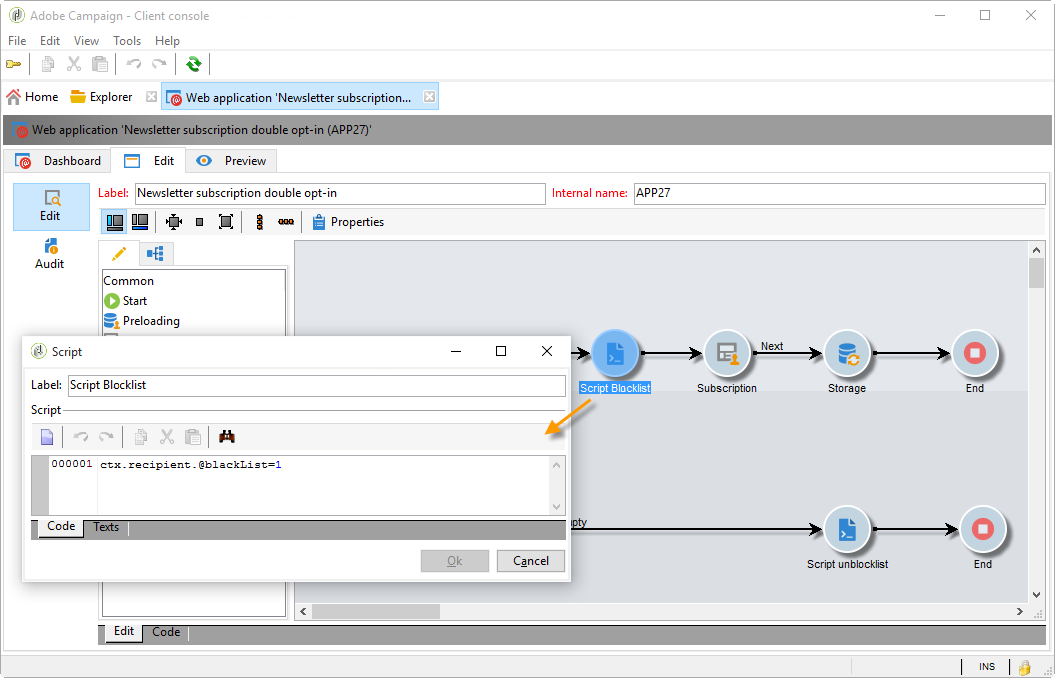 Adobe Campaign - Client console
File Edit View Tools Help
Home Explorer Web application 'Newsletter subscription...
Web application 'Newsletter subscription double opt-in (APP27)'
Dashboard Edit Preview
Edit
Audit
Label: Newsletter subscription double opt-in Internal name: APP27
Properties
Common
Start
Preloading
Script
Label: Script Blocklist
Script
000001 ctx.recipient.@blackList=1
Code Texts
Ok Cancel
Next
Script Blacklist Subscription Storage End
Script unblocklist End
Edit Code
INS